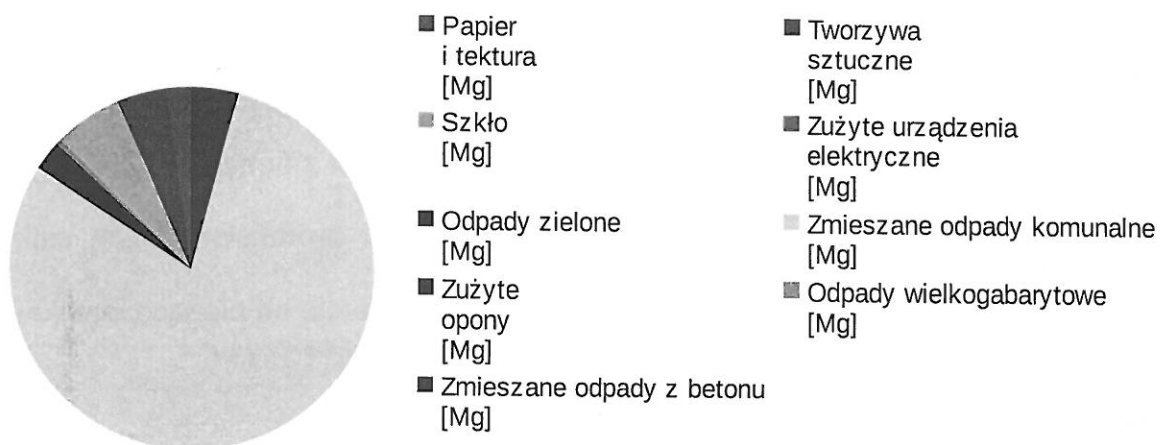 Papier
i tektura
[Mg]
Tworzywa
sztuczne
[Mg]
Szkło
[Mg]
Zużyte urządzenia
elektryczne
[Mg]
Odpady zielone
[Mg]
Zmieszane odpady komunalne
[Mg]
Zużyte
opony
[Mg]
Odpady wielkogabarytowe
[Mg]
Zmieszane odpady z betonu
[Mg]